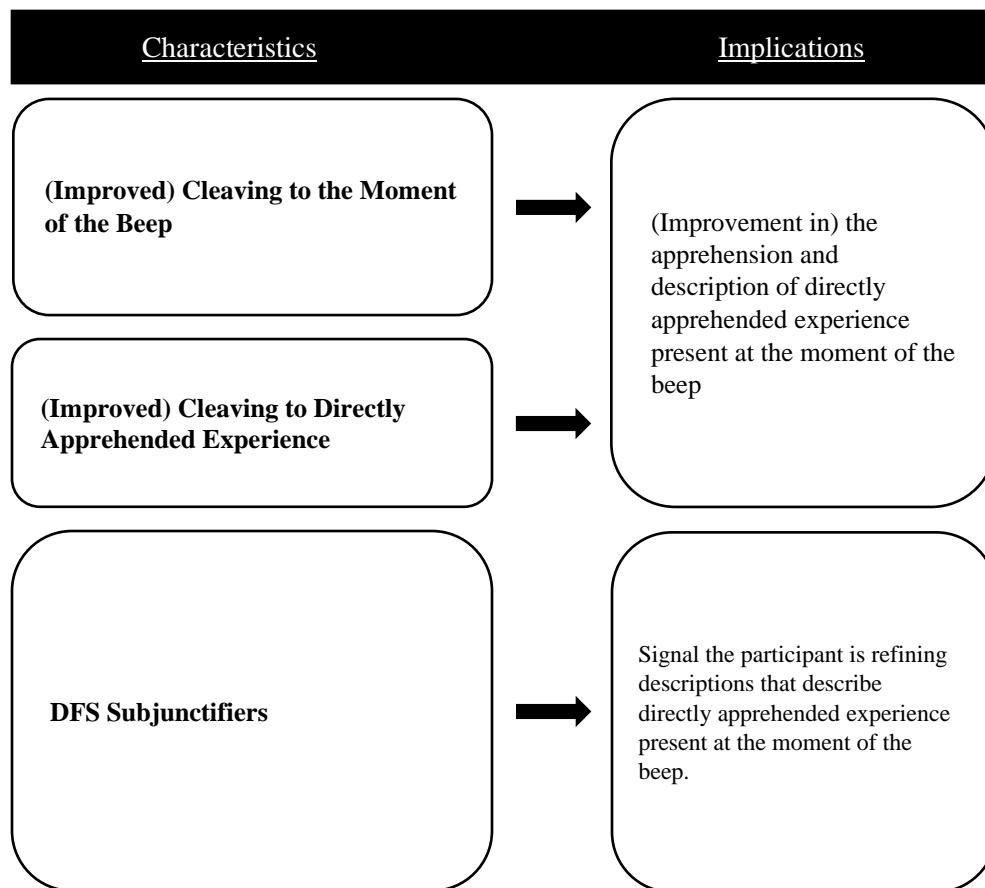 Characteristics
Implications
(Improved) Cleaving to the Moment
of the Beep
(Improvement in) the
apprehension and
description of directly
apprehended experience
present at the moment of the
beep
(Improved) Cleaving to Directly
Apprehended Experience
DFS Subjunctifiers
Signal the participant is refining
descriptions that describe
directly apprehended experience
present at the moment of the
beep.